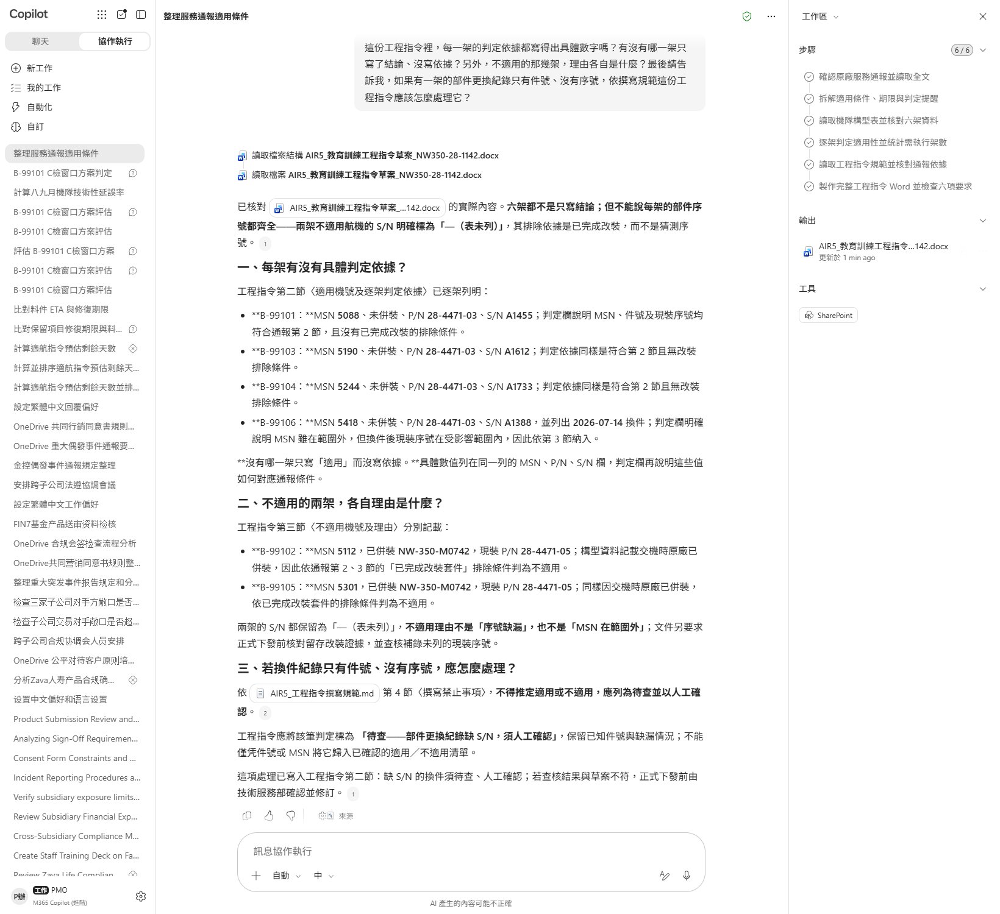 Copilot
聊天
協作執行
新工作
我的工作
自動化
自訂
整理服務通報適用條件
B-99101 C檢窗口方案判定
計算八九月機隊技術性延誤率
B-99101 C檢窗口方案評估
B-99101 C檢窗口方案評估
評估 B-99101 C檢窗口方案
B-99101 C檢窗口方案評估
B-99101 C檢窗口方案評估
比對料件 ETA 與修復期限
比對保留項目修復期限與料...
計算適航指令預估剩餘天數
計算並排序適航指令預估剩餘天...
計算適航指令預估剩餘天數並排...
設定繁體中文回覆偏好
OneDrive 共同行銷同意書規則...
OneDrive 重大偶發事件通報要...
金控偶發事件通報規定整理
安排跨子公司法遵協調會議
設定繁體中文工作偏好
FIN7基金产品送审资料检核
OneDrive 合规会签检查流程分析
OneDrive共同营销同意书规则整...
整理重大突发事件报告规定和分...
检查三家子公司对手方敞口是否...
检查子公司交易对手敞口是否超...
跨子公司合规协调会人员安排
OneDrive 公平对待客户原则培...
分析Zava人寿产品合规确...
设置中文偏好和语言设置
Product Submission Review and...
Analyzing Sign-Off Requiremen...
Consent Form Constraints and ...
Incident Reporting Procedures a...
Verify subsidiary exposure limits...
Review Subsidiary Financial Exp...
Cross-Subsidiary Compliance M...
Create Staff Training Deck on Fa...
Review Zava Life Complian...
P辦
工作 PMO
M365 Copilot (進階)
整理服務通報適用條件
這份工程指令裡，每一架的判定依據都寫得出具體數字嗎？有沒有哪一架只
寫了結論、沒寫依據？另外，不適用的那幾架，理由各自是什麼？最後請告
訴我，如果有一架的部件更換紀錄只有件號、沒有序號，依撰寫規範這份工
程指令應該怎麼處理它？
讀取檔案結構 AIR5_教育訓練工程指令草案_NW350-28-1142.docx
讀取檔案 AIR5_教育訓練工程指令草案_NW350-28-1142.docx
已核對 AIR5_教育訓練工程指令草案_...142.docx 的實際內容。六架都不是只寫結論；但不能說每架的部件序
號都齊全——兩架不適用航機的 S/N 明確標為「—（表未列）」，其排除依據是已完成改裝，而不是猜測序
號。 1
一、每架有沒有具體判定依據？
工程指令第二節〈適用機號及逐架判定依據〉已逐架列明：
• **B-99101：**MSN 5088、未併裝、P/N 28-4471-03、S/N A1455；判定欄說明 MSN、件號及現裝序號均
符合通報第 2 節，且沒有已完成改裝的排除條件。
• **B-99103：**MSN 5190、未併裝、P/N 28-4471-03、S/N A1612；判定依據同樣是符合第 2 節且無改裝
排除條件。
• **B-99104：**MSN 5244、未併裝、P/N 28-4471-03、S/N A1733；判定依據同樣是符合第 2 節且無改裝
排除條件。
• **B-99106：**MSN 5418、未併裝、P/N 28-4471-03、S/N A1388，並列出 2026-07-14 換件；判定欄明確
說明 MSN 雖在範圍外，但換件後現裝序號在受影響範圍內，因此依第 3 節納入。
**沒有哪一架只寫「適用」而沒寫依據。**具體數值列在同一列的 MSN、P/N、S/N 欄，判定欄再說明這些值
如何對應通報條件。
二、不適用的兩架，各自理由是什麼？
工程指令第三節〈不適用機號及理由〉分別記載：
• **B-99102：**MSN 5112，已併裝 NW-350-M0742，現裝 P/N 28-4471-05；構型資料記載交機時原廠已
併裝，因此依通報第 2、3 節的「已完成改裝套件」排除條件判為不適用。
• **B-99105：**MSN 5301，已併裝 NW-350-M0742，現裝 P/N 28-4471-05；同樣因交機時原廠已併裝，
依已完成改裝套件的排除條件判為不適用。
兩架的 S/N 都保留為「—（表未列）」，不適用理由不是「序號缺漏」，也不是「MSN 在範圍外」；文件另要求
正式下發前核對留存改裝證據，並查核補錄未列的現裝序號。
三、若換件紀錄只有件號、沒有序號，應怎麼處理？
依 AIR5_工程指令撰寫規範.md 第 4 節〈撰寫禁止事項〉，不得推定適用或不適用，應列為待查並以人工確
認。 2
工程指令應將該筆判定標為 「待查——部件更換紀錄缺 S/N，須人工確認」，保留已知件號與缺漏情況；不能
僅凭件號或 MSN 將它歸入已確認的適用／不適用清單。
這項處理已寫入工程指令第二節：缺 S/N 的換件須待查、人工確認；若查核結果與草案不符，正式下發前由
技術服務部確認並修訂。 1
來源
訊息協作執行
自動
中
AI 產生的內容可能不正確
工作區
步驟
6 / 6
確認原廠服務通報並讀取全文
拆解適用條件、期限與判定提醒
讀取機隊構型表並核對六架資料
逐架判定適用性並統計需執行架數
讀取工程指令規範並核對通報依據
製作完整工程指令 Word 並檢查六項要求
輸出
AIR5_教育訓練工程指令...142.docx
更新於 1 min ago
工具
SharePoint